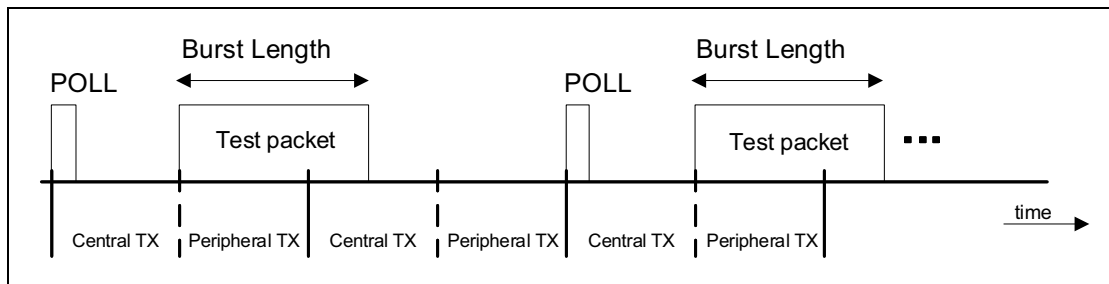 Burst Length
Burst Length
POLL
POLL
Test packet
Test packet
Central TX
Peripheral TX
Central TX
Peripheral TX
Central TX
Peripheral TX
time